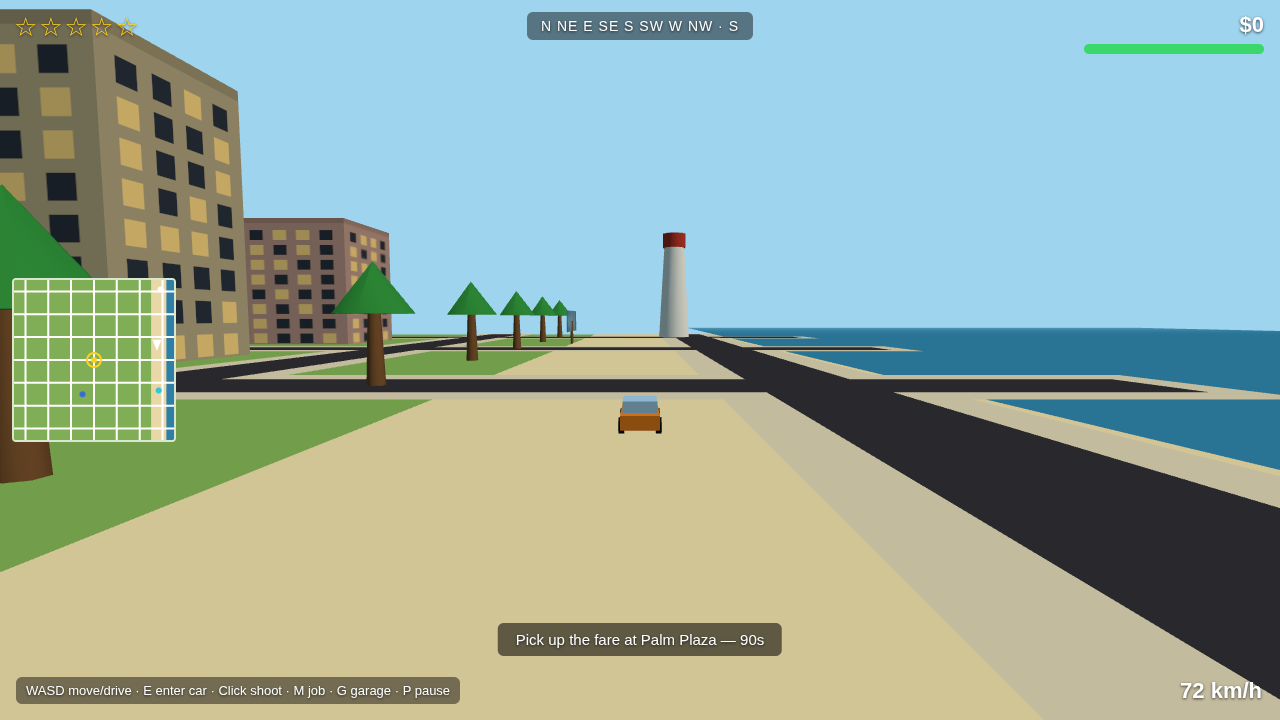 N NE E SE S SW W NW · S
$0
Pick up the fare at Palm Plaza — 90s
WASD move/drive · E enter car · Click shoot · M job · G garage · P pause
72 km/h